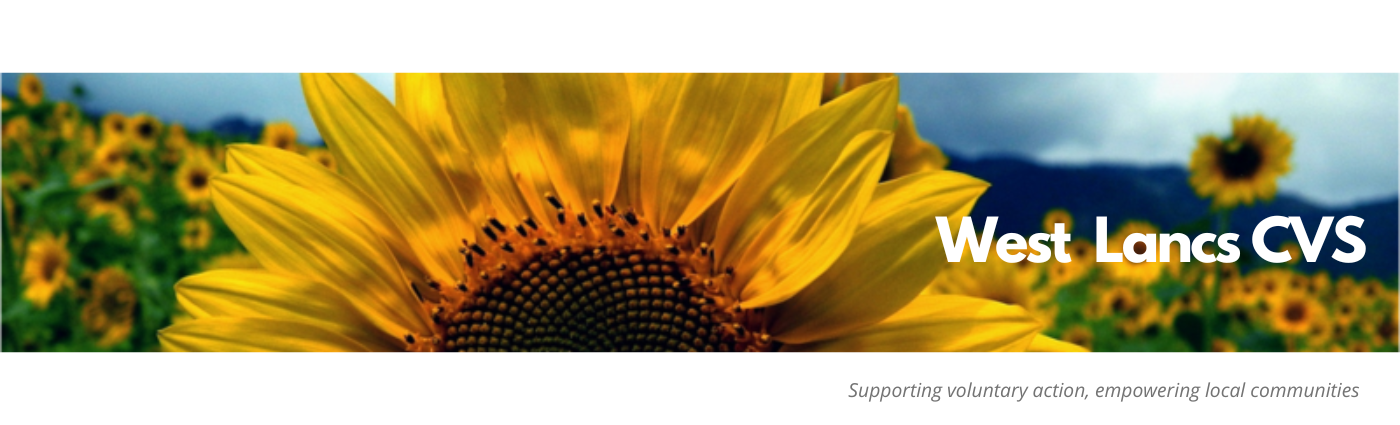 West Lancs CVS
Supporting voluntary action, empowering local communities